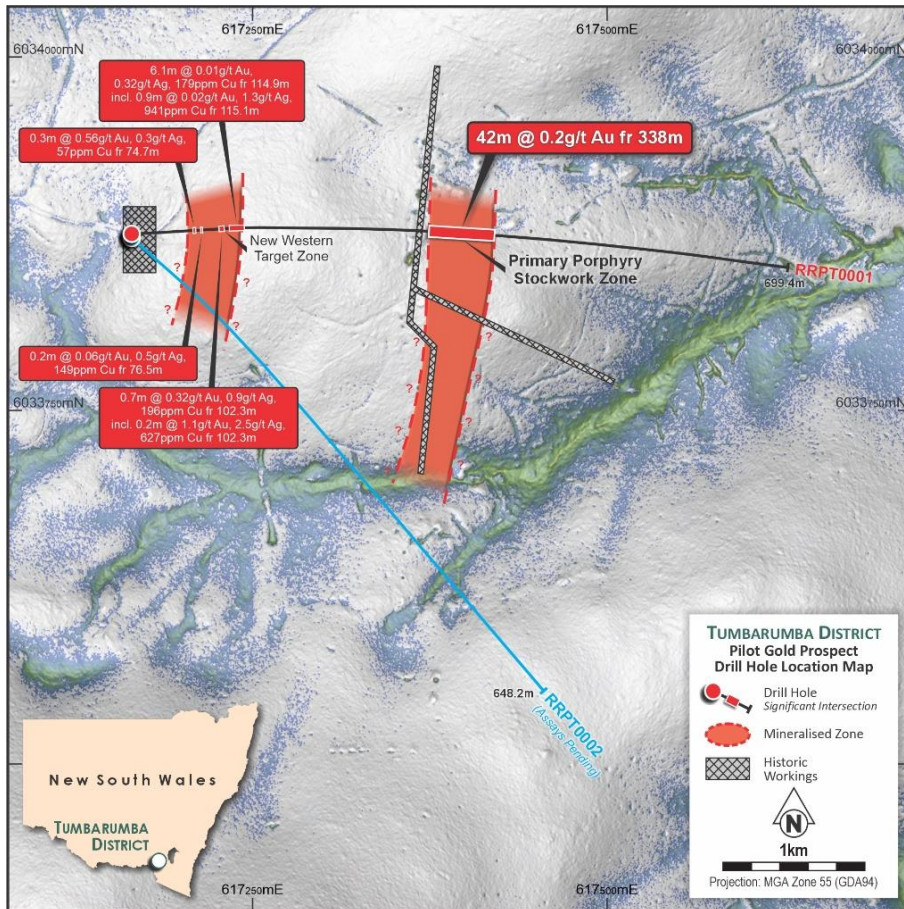 617250mE
617500mE
6034000mN
6034000mN
6.1m @ 0.01g/t Au,
0.32g/t Ag, 179ppm Cu fr 114.9m
incl. 0.9m @ 0.02g/t Au, 1.3g/t Ag,
941ppm Cu fr 115.1m
0.3m @ 0.56g/t Au, 0.3g/t Ag,
57ppm Cu fr 74.7m
42m @ 0.2g/t Au fr 338m
New Western
Target Zone
Primary Porphyry
Stockwork Zone
RRPT0001
699.4m
?
?
?
?
?
?
?
?
?
?
?
?
0.2m @ 0.06g/t Au, 0.5g/t Ag,
149ppm Cu fr 76.5m
0.7m @ 0.32g/t Au, 0.9g/t Ag,
196ppm Cu fr 102.3m
incl. 0.2m @ 1.1g/t Au, 2.5g/t Ag,
627ppm Cu fr 102.3m
6033750mN
6033750mN
648.2m
RRPT0002
(Assays Pending)
New South Wales
TUMBARUMBA
DISTRICT
TUMBARUMBA DISTRICT
Pilot Gold Prospect
Drill Hole Location Map
Drill Hole
Significant Intersection
Mineralised Zone
Historic
Workings
N
1km
Projection: MGA Zone 55 (GDA94)
617250mE
617500mE